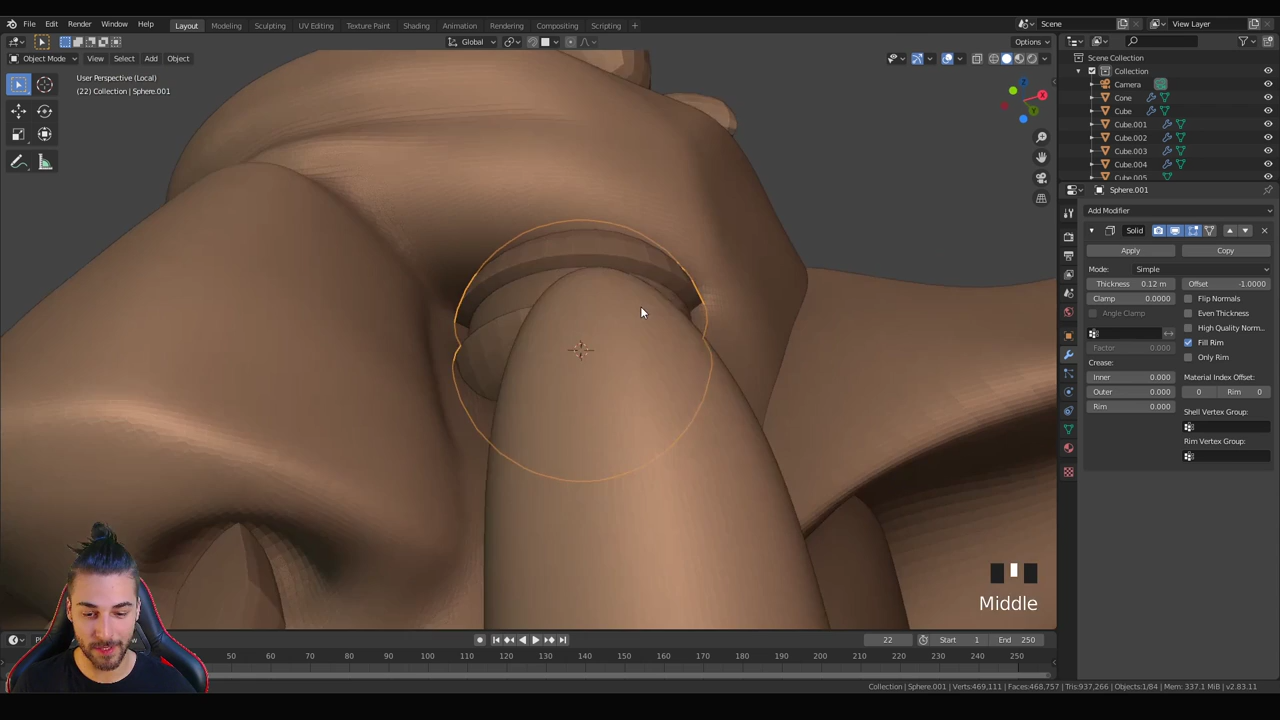 File Edit Render Window Help Layout Modeling Sculpting UV Editing Texture Paint Shading Animation Rendering Compositing Scripting + Scene View Layer
Global Options
Object Mode View Select Add Object
User Perspective (Local)
(22) Collection | Sphere.001
Scene Collection
Collection
Camera
Cone
Cube
Cube.001
Cube.002
Cube.003
Cube.004
Cube.005
Sphere.001
Add Modifier
Solid
Apply Copy
Mode: Simple
Thickness 0.12 m Offset -1.0000
Clamp 0.0000 Flip Normals
Angle Clamp Even Thickness
High Quality Norm...
Factor 0.000 Fill Rim
Crease: Only Rim
Inner 0.000 Material Index Offset:
Outer 0.000 0 Rim 0
Rim 0.000 Shell Vertex Group:
Rim Vertex Group:
Middle
22 Start 1 End 250
50 60 70 80 90 100 110 120 130 140 150 160 170 180 190 200 210 220 230 240 250
Collection | Sphere.001 | Verts:469,111 | Faces:468,757 | Tris:937,266 | Objects:1/84 | Mem: 337.1 MiB | v2.83.11